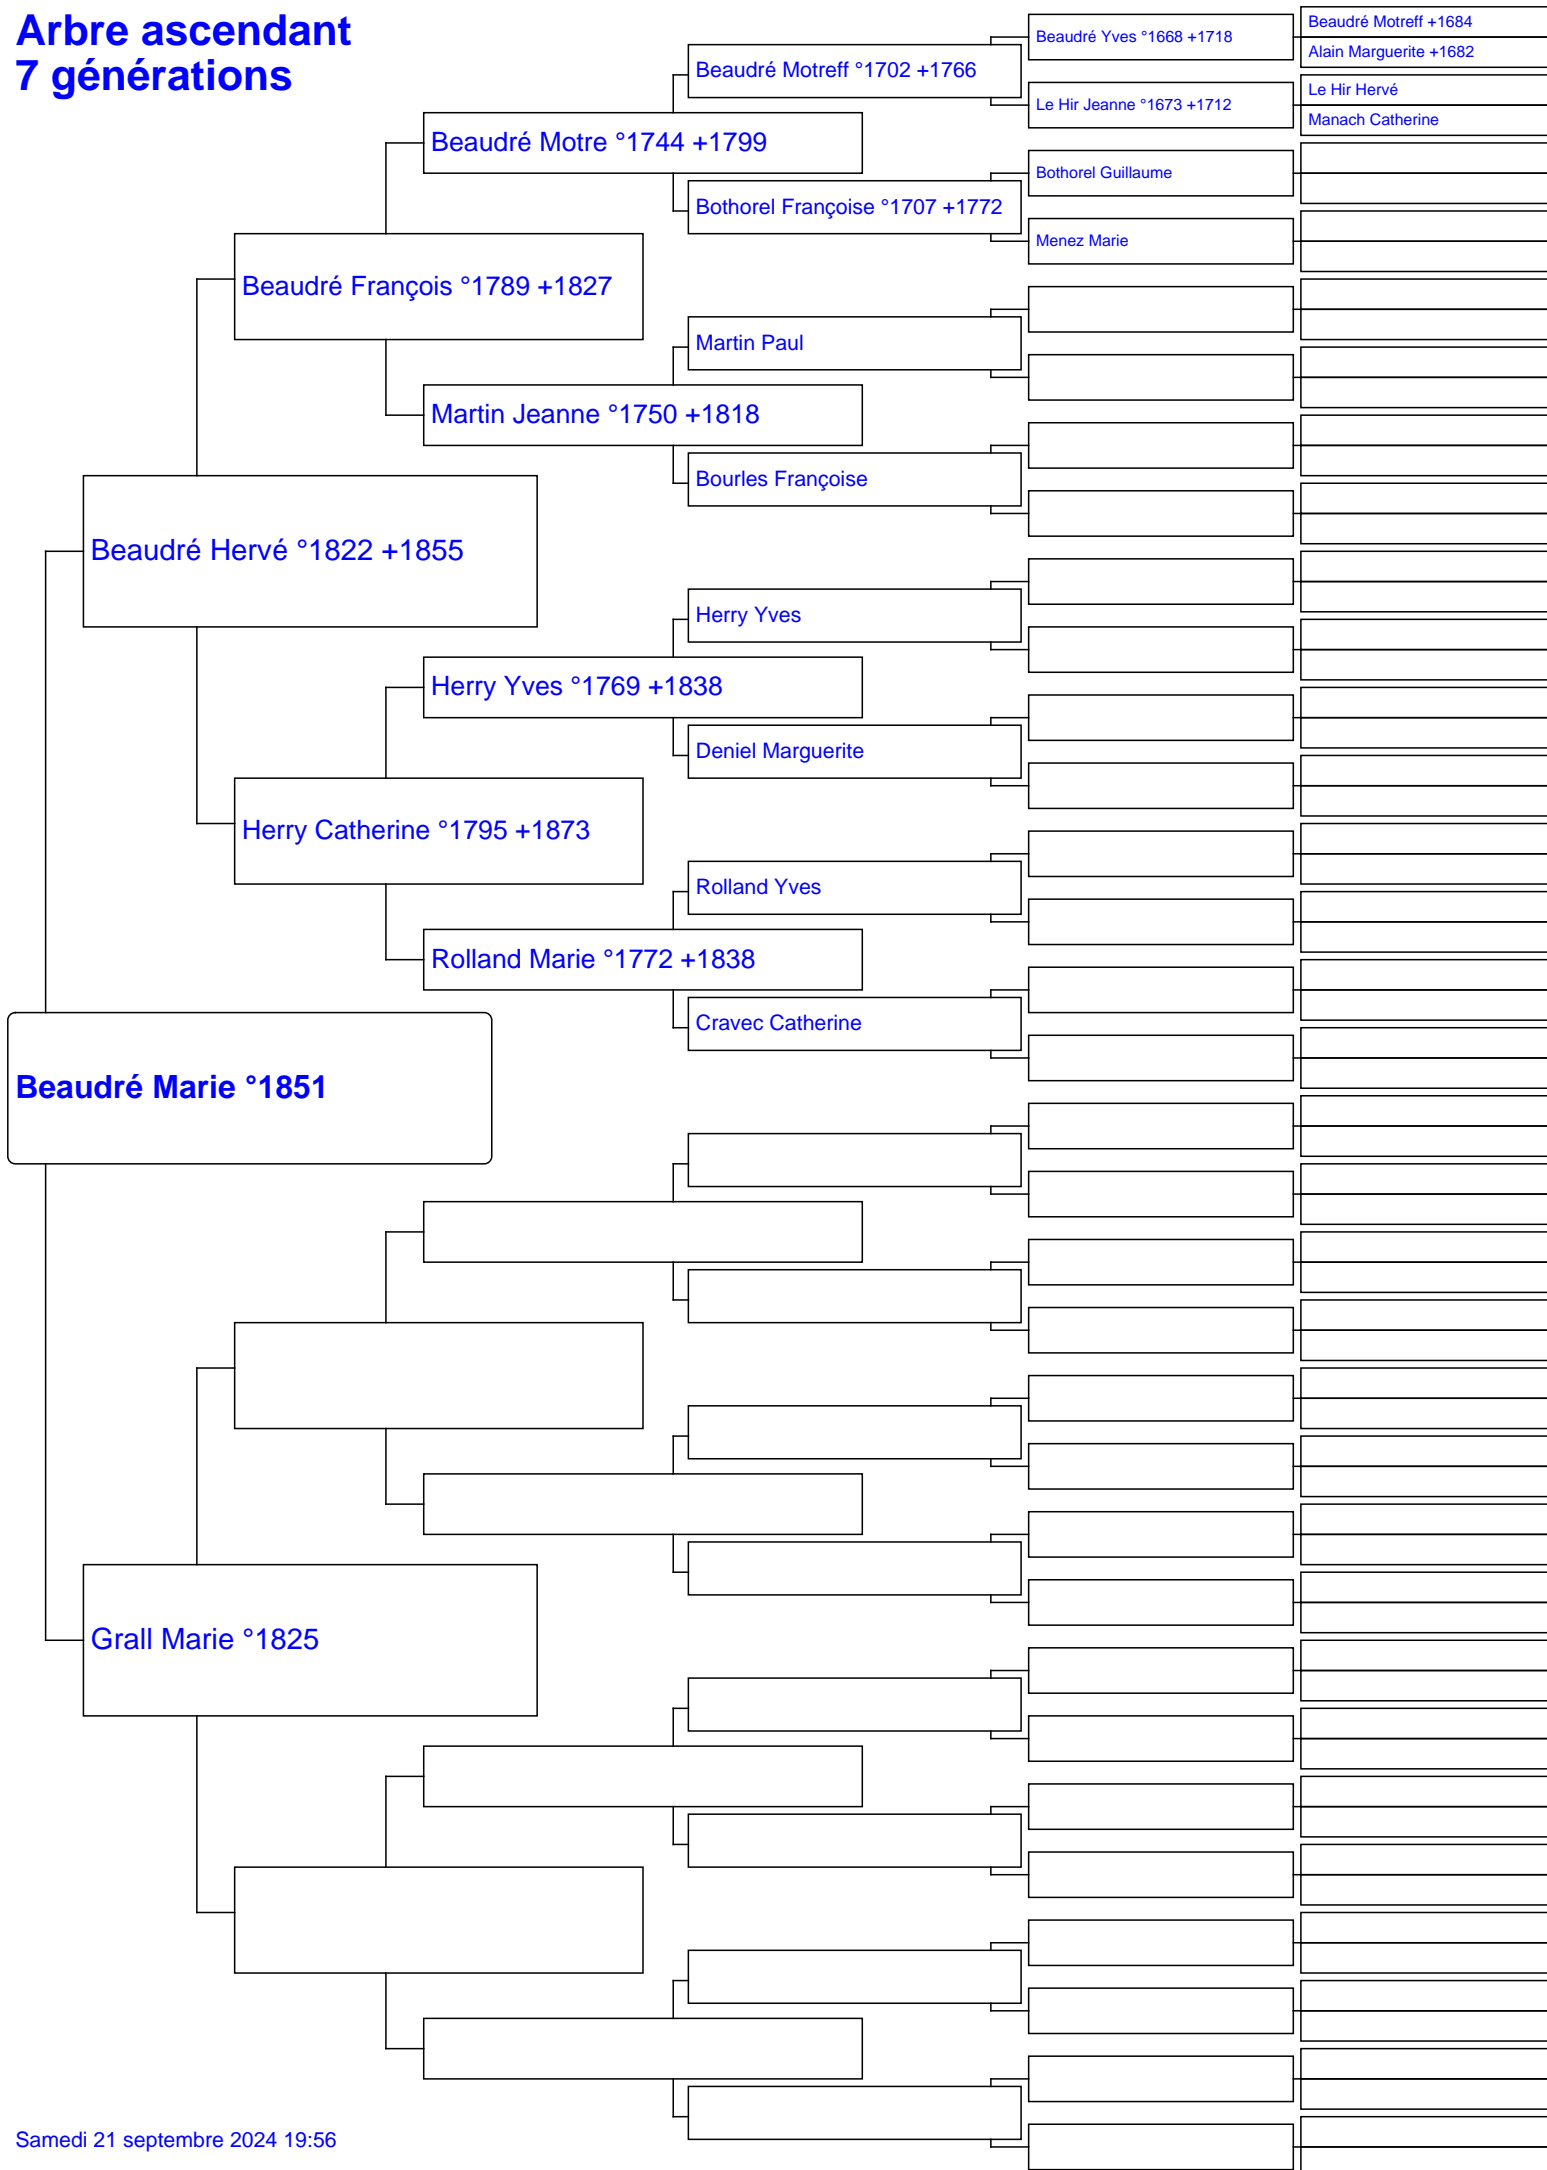 Arbre ascendant
7 générations
Beaudré Yves °1668 +1718
Beaudré Motreff +1684
Alain Marguerite +1682
Beaudré Motreff °1702 +1766
Le Hir Jeanne °1673 +1712
Le Hir Hervé
Manach Catherine
Beaudré Motre °1744 +1799
Bothorel Guillaume
Bothorel Françoise °1707 +1772
Menez Marie
Beaudré François °1789 +1827
Martin Paul
Martin Jeanne °1750 +1818
Bourles Françoise
Beaudré Hervé °1822 +1855
Herry Yves
Herry Yves °1769 +1838
Deniel Marguerite
Herry Catherine °1795 +1873
Rolland Yves
Rolland Marie °1772 +1838
Cravec Catherine
Beaudré Marie °1851
Grall Marie °1825
Samedi 21 septembre 2024 19:56